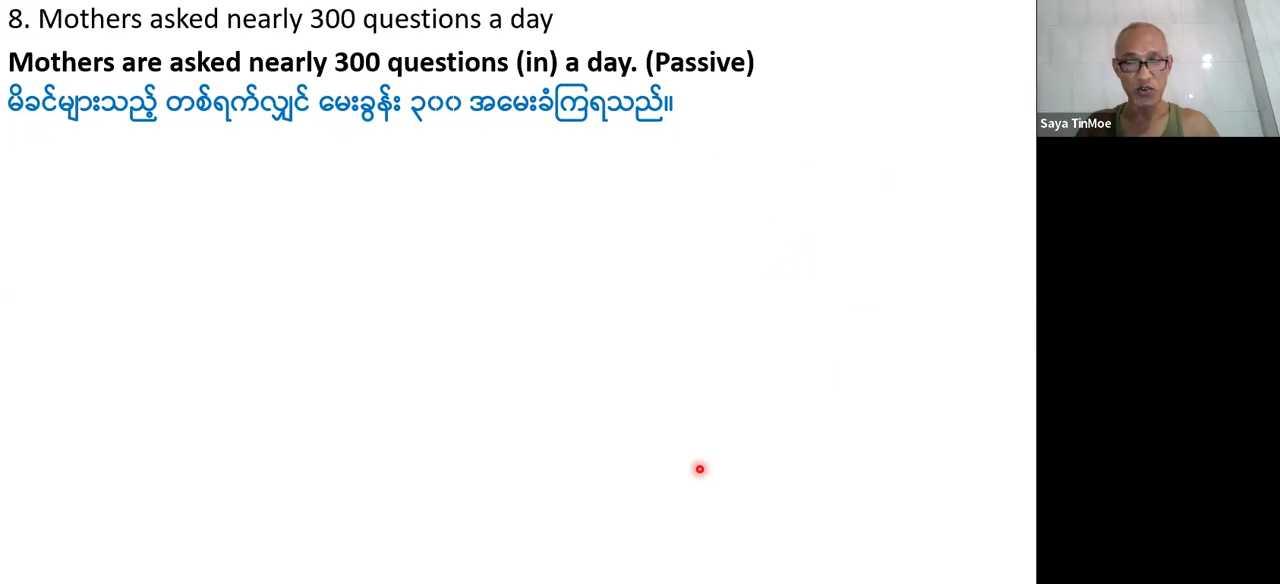 8. Mothers asked nearly 300 questions a day
Mothers are asked nearly 300 questions (in) a day. (Passive)
မိခင်များသည့် တစ်ရက်လျှင် မေးခွန်း ၃၀၀ အမေးခံကြရသည်။
Saya TinMoe